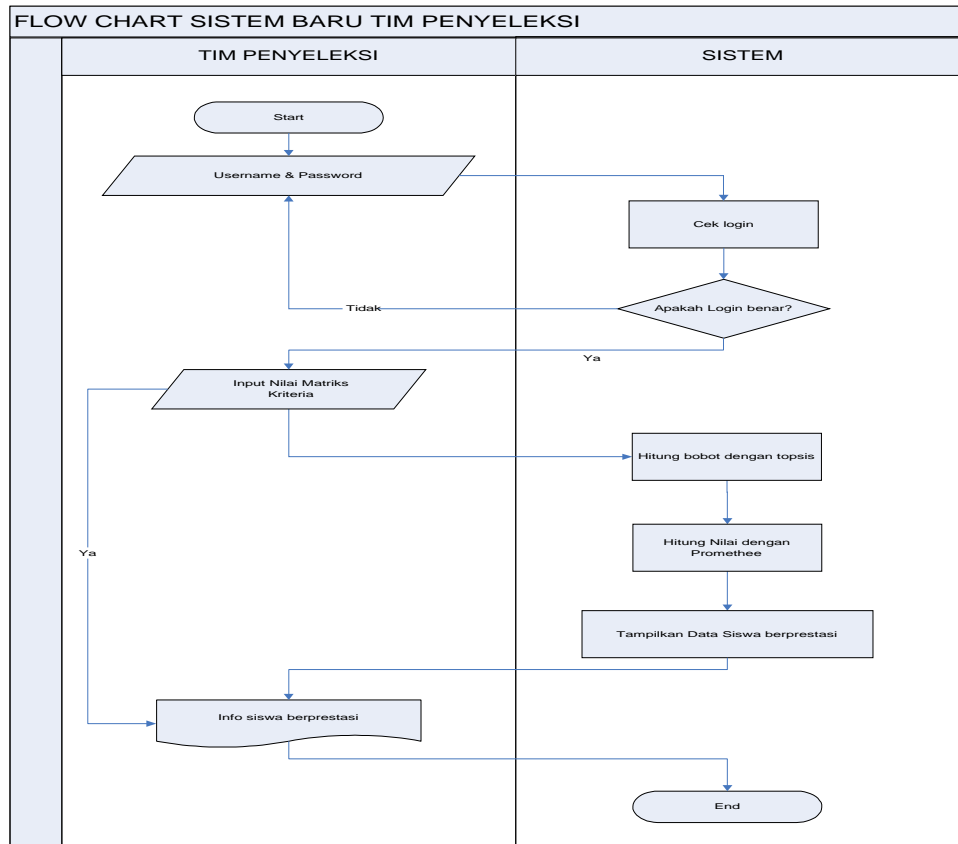 FLOW CHART SISTEM BARU TIM PENYELEKSI
TIM PENYELEKSI
SISTEM
Start
Username & Password
Cek login
Apakah Login benar?
Tidak
Ya
Input Nilai Matriks
Kriteria
Hitung bobot dengan topsis
Hitung Nilai dengan
Promethee
Ya
Tampilkan Data Siswa berprestasi
Info siswa berprestasi
End